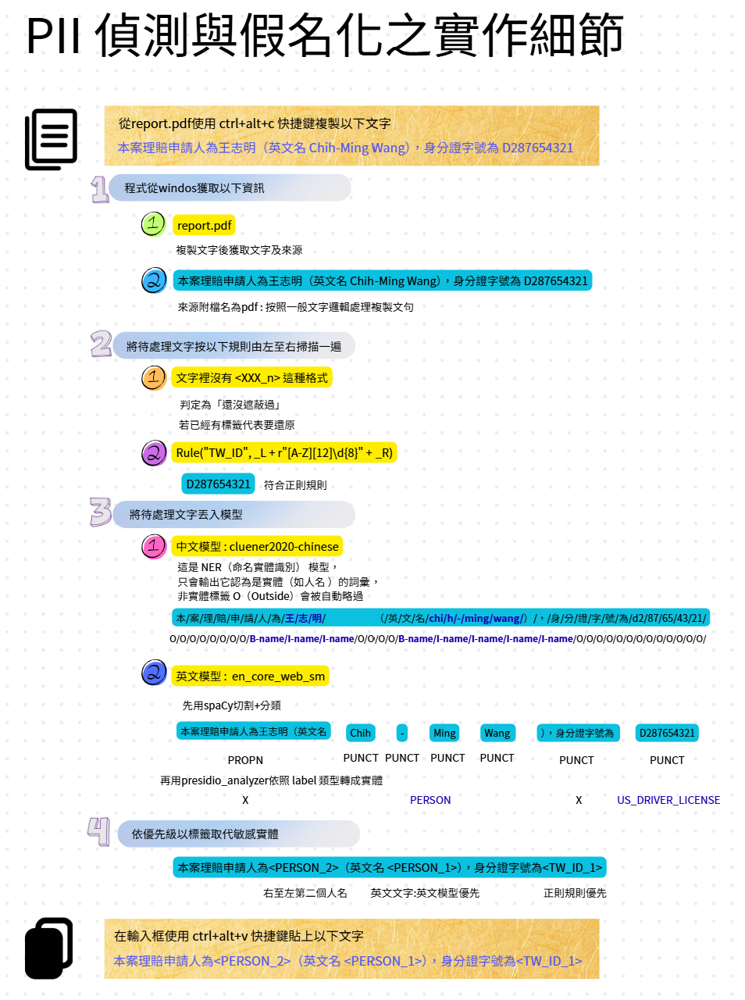 PII 偵測與假名化之實作細節
從report.pdf使用 ctrl+alt+c 快捷鍵複製以下文字
本案理賠申請人為王志明（英文名 Chih-Ming Wang），身分證字號為 D287654321
1 程式從windos獲取以下資訊
1 report.pdf
複製文字後獲取文字及來源
2 本案理賠申請人為王志明（英文名 Chih-Ming Wang），身分證字號為 D287654321
來源附檔名為pdf : 按照一般文字邏輯處理複製文句
2 將待處理文字按以下規則由左至右掃描一遍
1 文字裡沒有 <XXX_n> 這種格式
判定為「還沒遮蔽過」
若已經有標籤代表要還原
2 Rule("TW_ID", _L + r"[A-Z][12]\d{8}" + _R)
D287654321 符合正則規則
3 將待處理文字丟入模型
1 中文模型 : cluener2020-chinese
這是 NER（命名實體識別） 模型，
只會輸出它認為是實體（如人名 ）的詞彙，
非實體標籤 O（Outside）會被自動略過
本/案/理/賠/申/請/人/為/王/志/明/ （/英/文/名/chi/h/-/ming/wang/）/，/身/分/證/字/號/為/d2/87/65/43/21/
O/O/O/O/O/O/O/O/B-name/I-name/I-name/O/O/O/O/B-name/I-name/I-name/I-name/I-name/O/O/O/O/O/O/O/O/O/O/O/O/O/
2 英文模型 : en_core_web_sm
先用spaCy切割+分類
本案理賠申請人為王志明（英文名 Chih - Ming Wang ），身分證字號為 D287654321
PROPN PUNCT PUNCT PUNCT PUNCT PUNCT PUNCT
再用presidio_analyzer依照 label 類型轉成實體
X PERSON X US_DRIVER_LICENSE
4 依優先級以標籤取代敏感實體
本案理賠申請人為<PERSON_2>（英文名 <PERSON_1>），身分證字號為<TW_ID_1>
右至左第二個人名 英文文字:英文模型優先 正則規則優先
在輸入框使用 ctrl+alt+v 快捷鍵貼上以下文字
本案理賠申請人為<PERSON_2>（英文名 <PERSON_1>），身分證字號為<TW_ID_1>